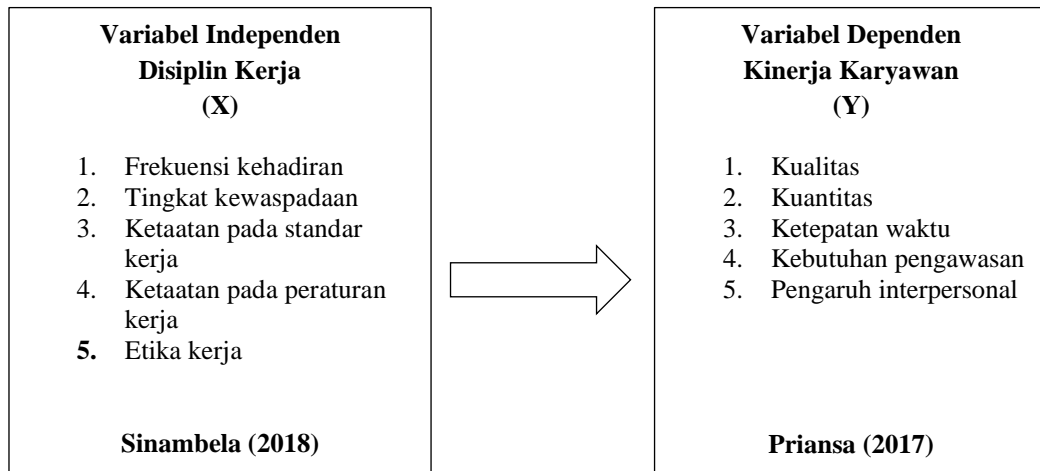 Variabel Independen
Disiplin Kerja
(X)
1. Frekuensi kehadiran
2. Tingkat kewaspadaan
3. Ketaatan pada standar
kerja
4. Ketaatan pada peraturan
kerja
5. Etika kerja
Sinambela (2018)
Variabel Dependen
Kinerja Karyawan
(Y)
1. Kualitas
2. Kuantitas
3. Ketepatan waktu
4. Kebutuhan pengawasan
5. Pengaruh interpersonal
Priansa (2017)